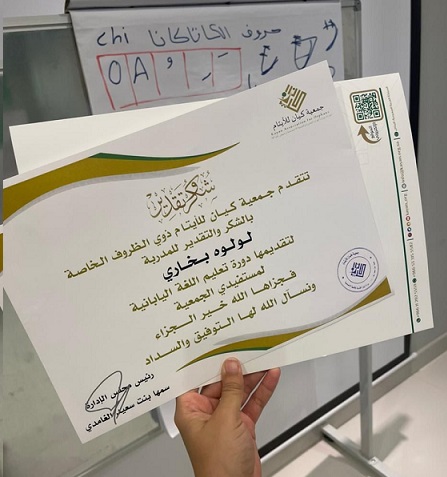 حروف الكاتاكانا chi
O A
جمعية كيان للأيتام
شكر وتقدير
تتقدم جمعية كيان للأيتام ذوي الظروف الخاصة
بالشكر والتقدير للمدربة
لولوه بخاري
لتقديمها دورة تعليم اللغة اليابانية
لمستفيدي الجمعية
فجزاها الله خير الجزاء
ونسأل الله لها التوفيق والسداد
رئيس مجلس الإدارة
سمها بنت سعيد الغامدي